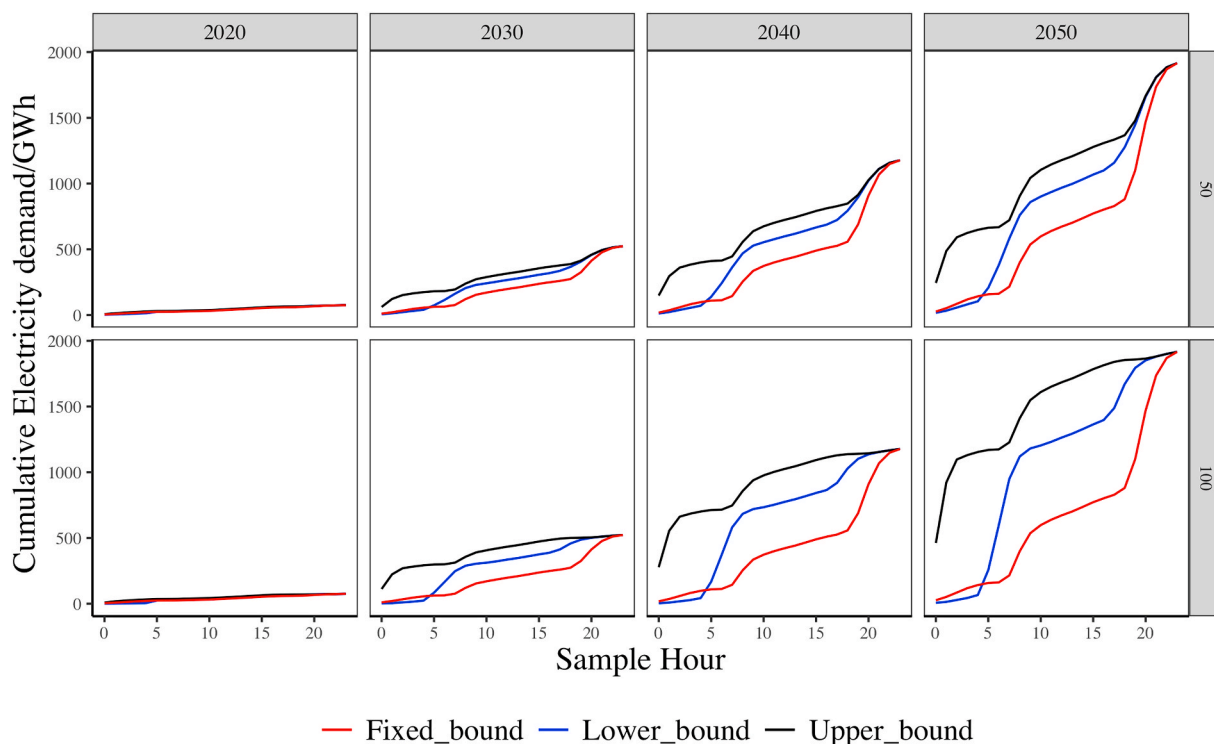 2020 2030 2040 2050
Cumulative Electricity demand/GWh
2000
1500
1000
500
0
50
2000
1500
1000
500
0
100
0 5 10 15 20 0 5 10 15 20 0 5 10 15 20 0 5 10 15 20
Sample Hour
Fixed_bound Lower_bound Upper_bound